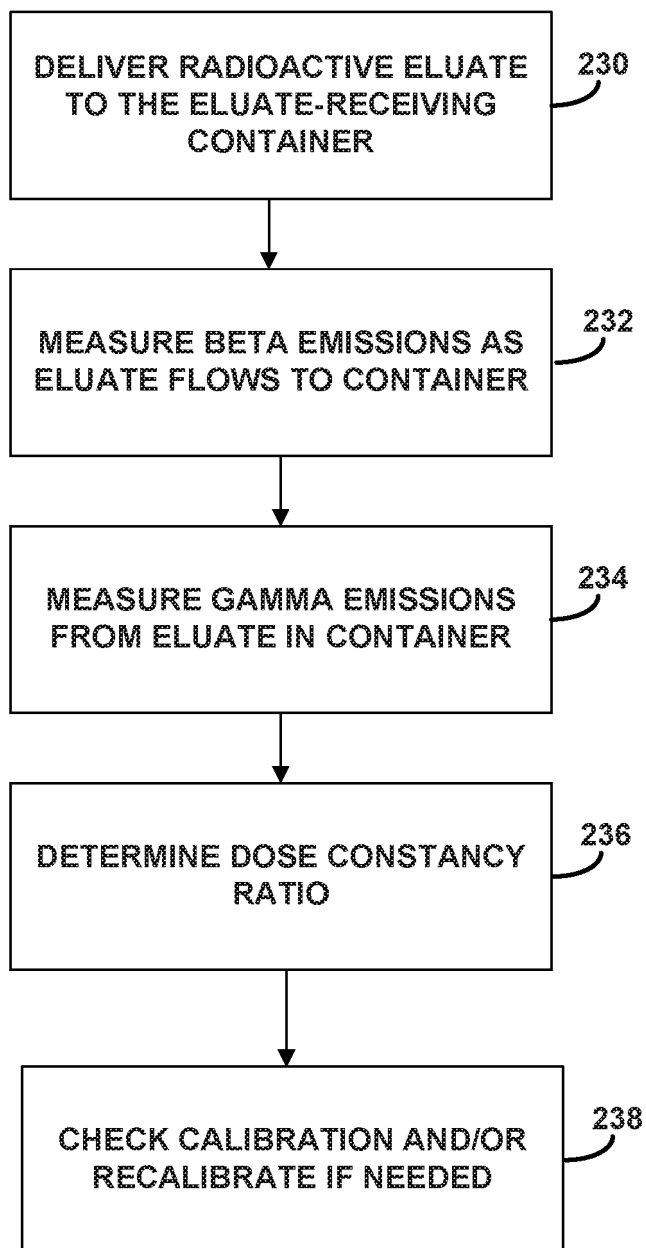 DELIVER RADIOACTIVE ELUATE
TO THE ELUATE-RECEIVING
CONTAINER
230
MEASURE BETA EMISSIONS AS
ELUATE FLOWS TO CONTAINER
232
MEASURE GAMMA EMISSIONS
FROM ELUATE IN CONTAINER
234
DETERMINE DOSE CONSTANCY
RATIO
236
CHECK CALIBRATION AND/OR
RECALIBRATE IF NEEDED
238